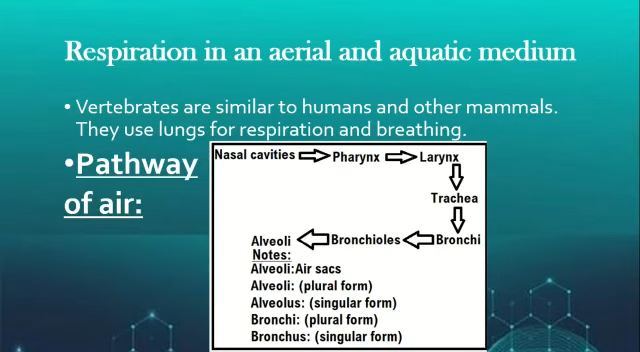 Respiration in an aerial and aquatic medium
• Vertebrates are similar to humans and other mammals.
They use lungs for respiration and breathing.
•Pathway
of air:
Nasal cavities Pharynx Larynx
Trachea
Alveoli Bronchioles Bronchi
Notes:
Alveoli:Air sacs
Alveoli: (plural form)
Alveolus: (singular form)
Bronchi: (plural form)
Bronchus: (singular form)